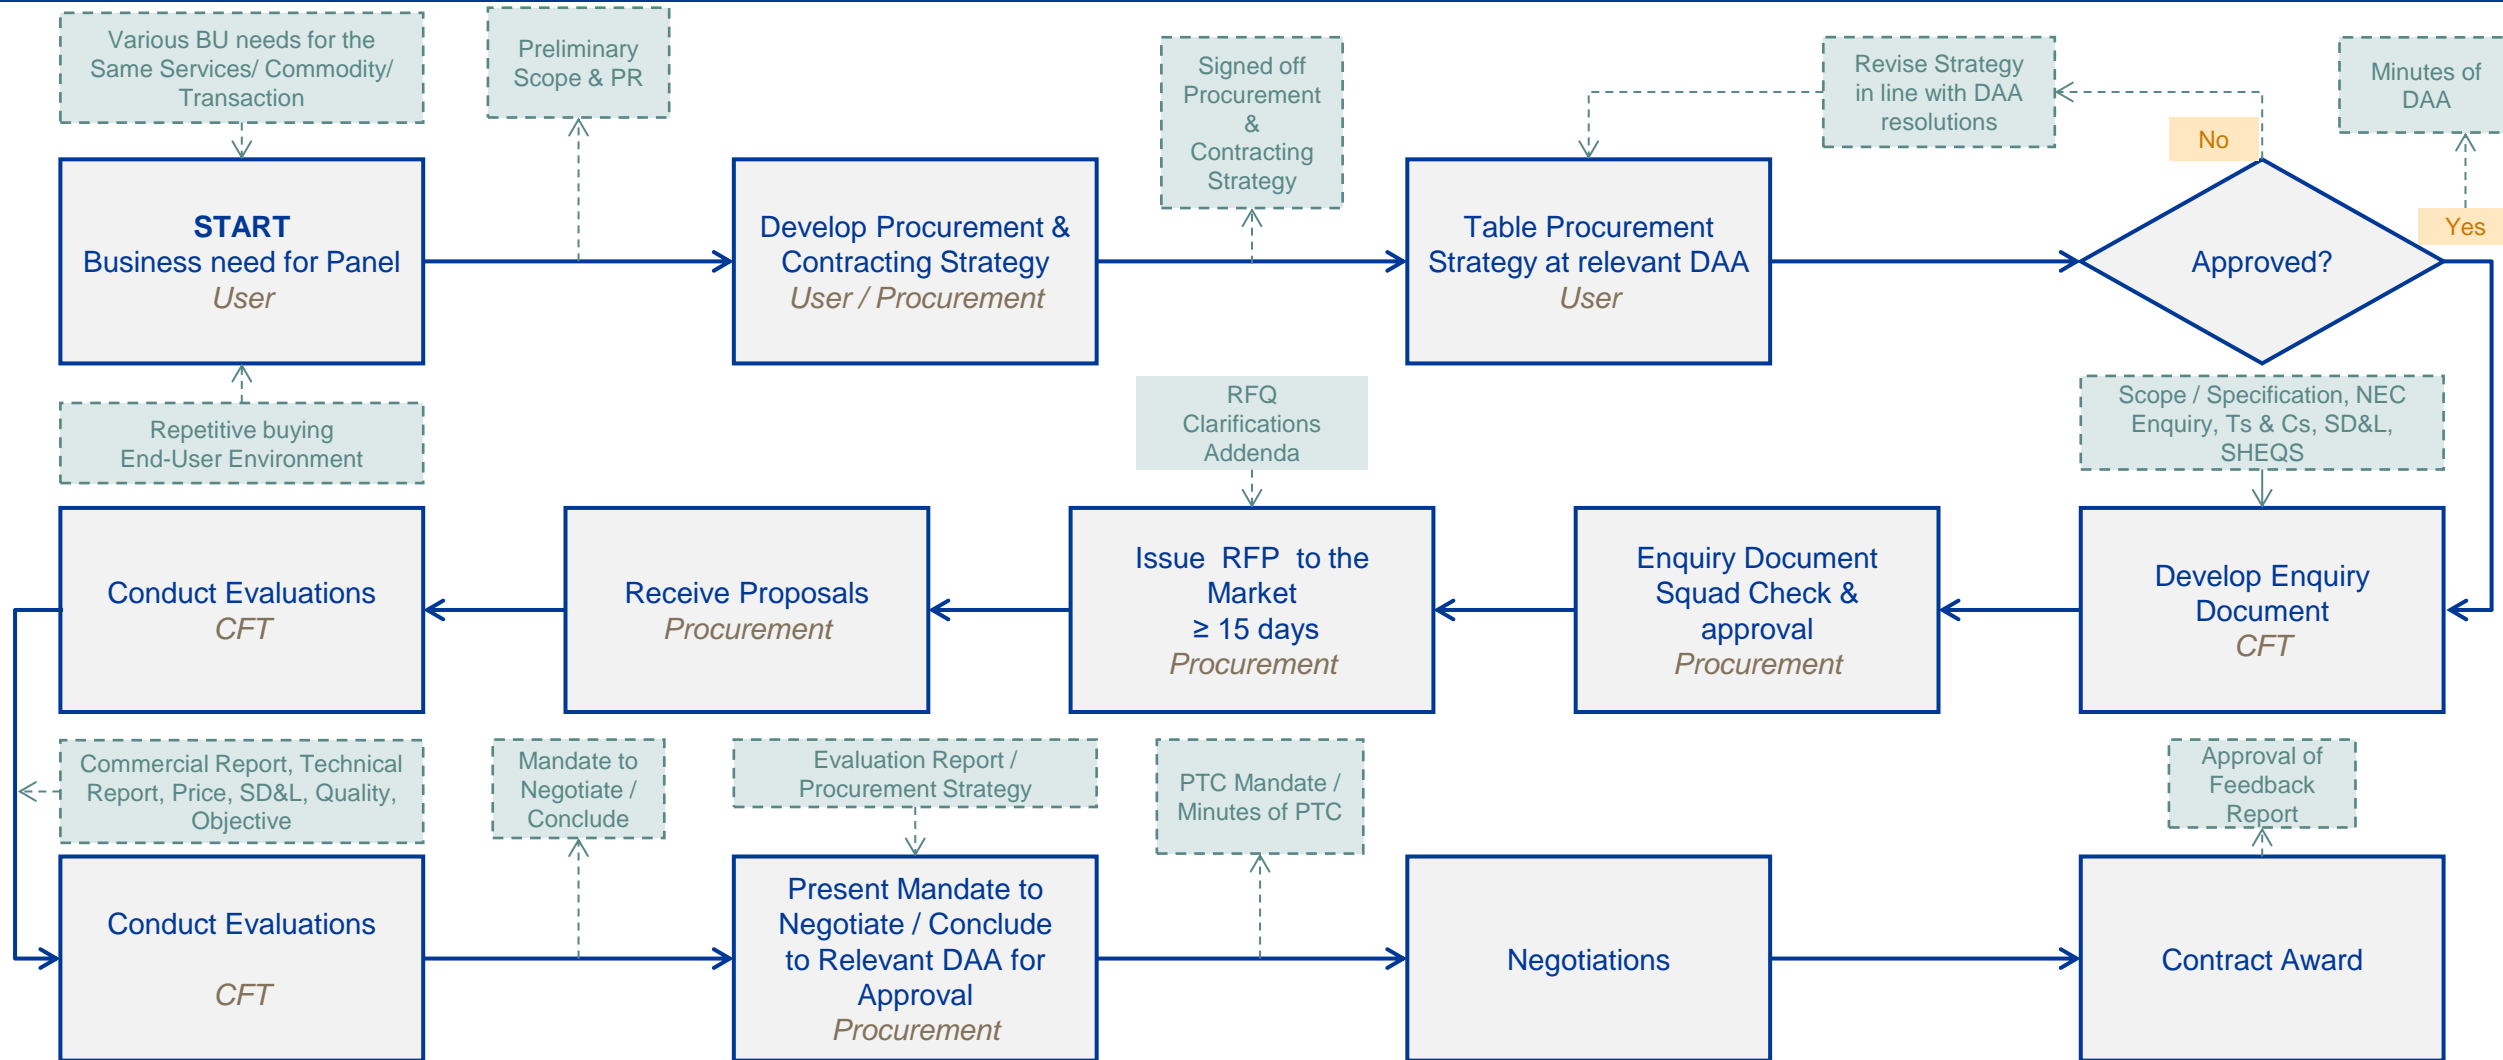 Various BU needs for the
Same Services/ Commodity/
Transaction
Preliminary
Scope & PR
Signed off
Procurement
&
Contracting
Strategy
Revise Strategy
in line with DAA
resolutions
Minutes of
DAA
No
Yes
START
Business need for Panel
User
Develop Procurement &
Contracting Strategy
User / Procurement
Table Procurement
Strategy at relevant DAA
User
Approved?
Repetitive buying
End-User Environment
RFQ
Clarifications
Addenda
Scope / Specification, NEC
Enquiry, Ts & Cs, SD&L,
SHEQS
Conduct Evaluations
CFT
Receive Proposals
Procurement
Issue RFP to the
Market
≥ 15 days
Procurement
Enquiry Document
Squad Check &
approval
Procurement
Develop Enquiry
Document
CFT
Commercial Report, Technical
Report, Price, SD&L, Quality,
Objective
Mandate to
Negotiate /
Conclude
Evaluation Report /
Procurement Strategy
PTC Mandate /
Minutes of PTC
Approval of
Feedback
Report
Conduct Evaluations
CFT
Present Mandate to
Negotiate / Conclude
to Relevant DAA for
Approval
Procurement
Negotiations
Contract Award